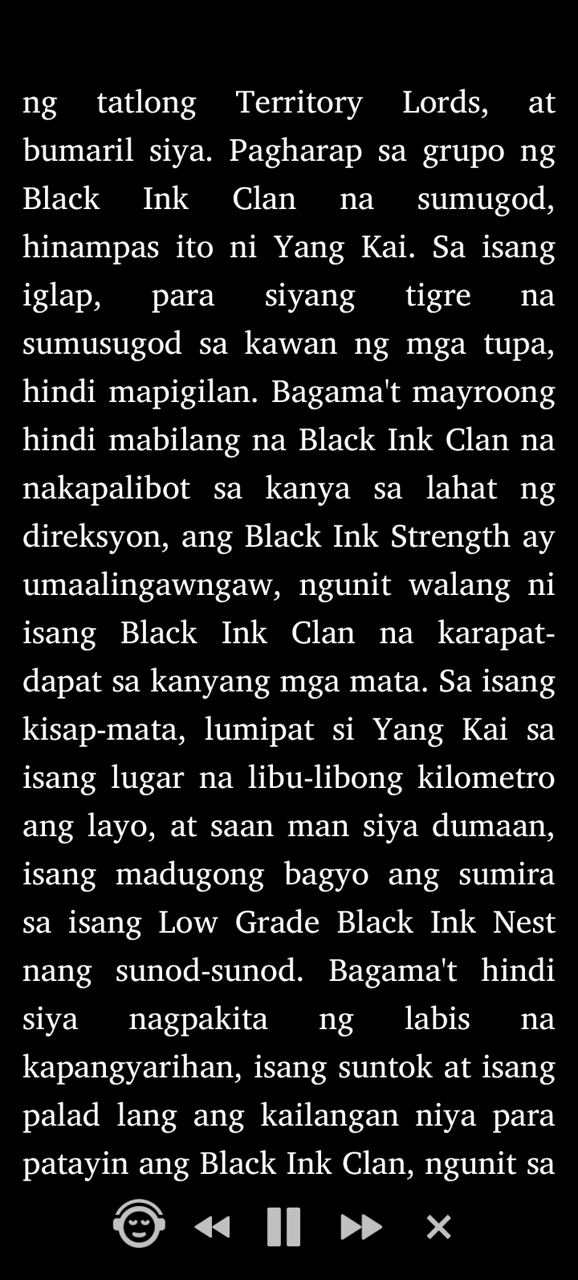 ng tatlong Territory Lords, at
bumaril siya. Pagharap sa grupo ng
Black Ink Clan na sumugod,
hinampas ito ni Yang Kai. Sa isang
iglap, para siyang tigre na
sumusugod sa kawan ng mga tupa,
hindi mapigilan. Bagama't mayroong
hindi mabilang na Black Ink Clan na
nakapalibot sa kanya sa lahat ng
direksyon, ang Black Ink Strength ay
umaalingawngaw, ngunit walang ni
isang Black Ink Clan na karapat-
dapat sa kanyang mga mata. Sa isang
kisap-mata, lumipat si Yang Kai sa
isang lugar na libu-libong kilometro
ang layo, at saan man siya dumaan,
isang madugong bagyo ang sumira
sa isang Low Grade Black Ink Nest
nang sunod-sunod. Bagama't hindi
siya nagpakita ng labis na
kapangyarihan, isang suntok at isang
palad lang ang kailangan niya para
patayin ang Black Ink Clan, ngunit sa